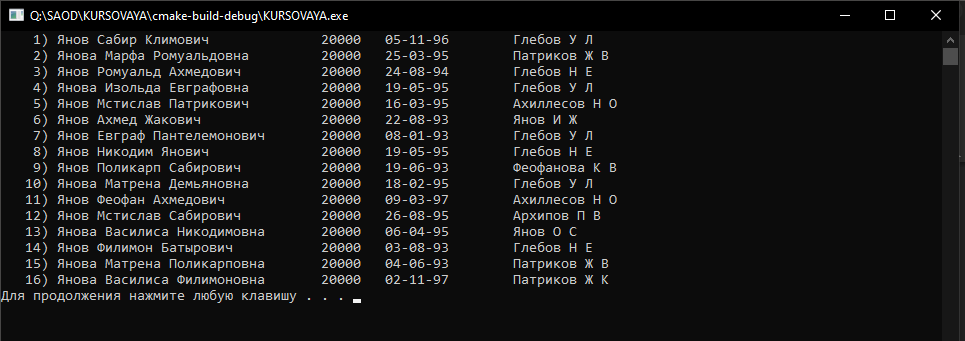 Q:\SAOD\KURSOVAYA\cmake-build-debug\KURSOVAYA.exe
1) Янов Сабир Климович 20000 05-11-96 Глебов У Л
2) Янова Марфа Ромуальдовна 20000 25-03-95 Патриков Ж В
3) Янов Ромуальд Ахмедович 20000 24-08-94 Глебов Н Е
4) Янова Изольда Евграфовна 20000 19-05-95 Глебов У Л
5) Янов Мстислав Патрикович 20000 16-03-95 Ахиллесов Н О
6) Янов Ахмед Жакович 20000 22-08-93 Янов И Ж
7) Янов Евграф Пантелемонович 20000 08-01-93 Глебов У Л
8) Янов Никодим Янович 20000 19-05-95 Глебов Н Е
9) Янов Поликарп Сабирович 20000 19-06-93 Феофанова К В
10) Янова Матрена Демьяновна 20000 18-02-95 Глебов У Л
11) Янов Феофан Ахмедович 20000 09-03-97 Ахиллесов Н О
12) Янов Мстислав Сабирович 20000 26-08-95 Архипов П В
13) Янова Василиса Никодимовна 20000 06-04-95 Янов О С
14) Янов Филимон Батырович 20000 03-08-93 Глебов Н Е
15) Янова Матрена Поликарповна 20000 04-06-93 Патриков Ж В
16) Янова Василиса Филимоновна 20000 02-11-97 Патриков Ж К
Для продолжения нажмите любую клавишу . . .